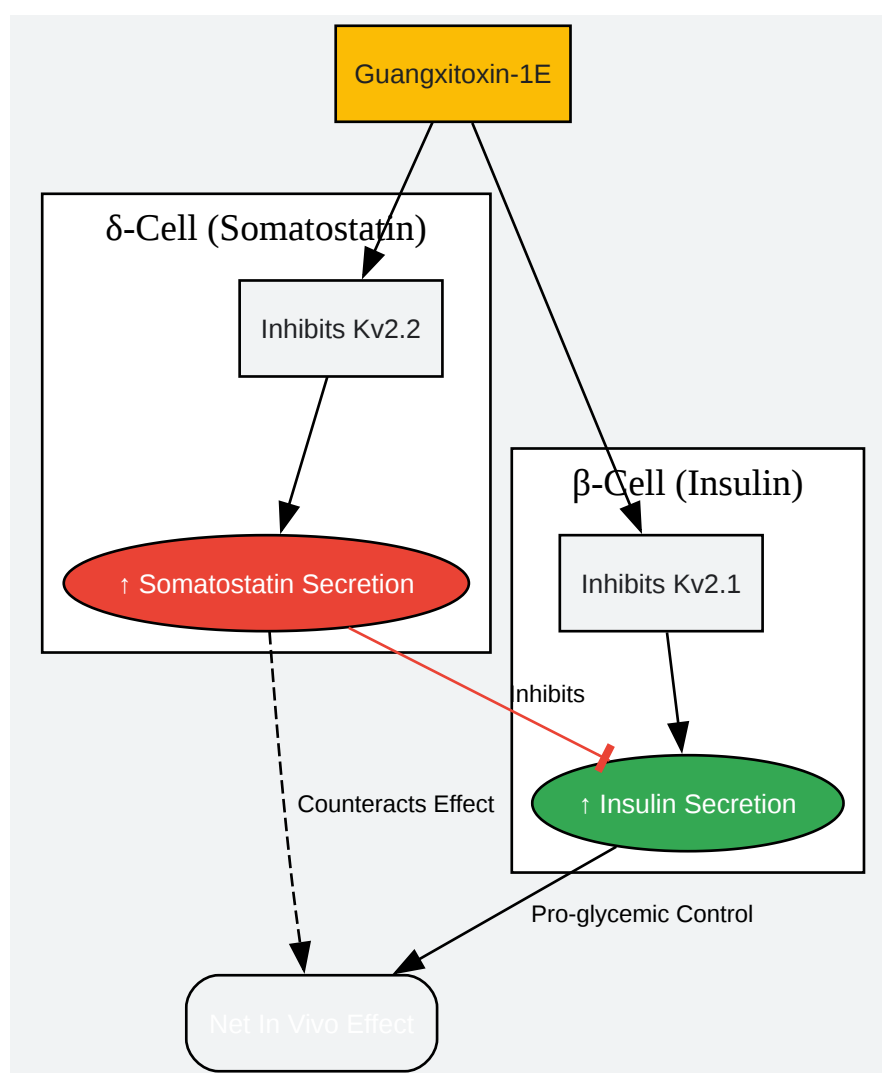 Guangxitoxin-1E
δ-Cell (Somatostatin)
Inhibits Kv2.2
β-Cell (Insulin)
↑ Somatostatin Secretion
Inhibits Kv2.1
Inhibits
Counteracts Effect
↑ Insulin Secretion
Pro-glycemic Control
Net In Vivo Effect